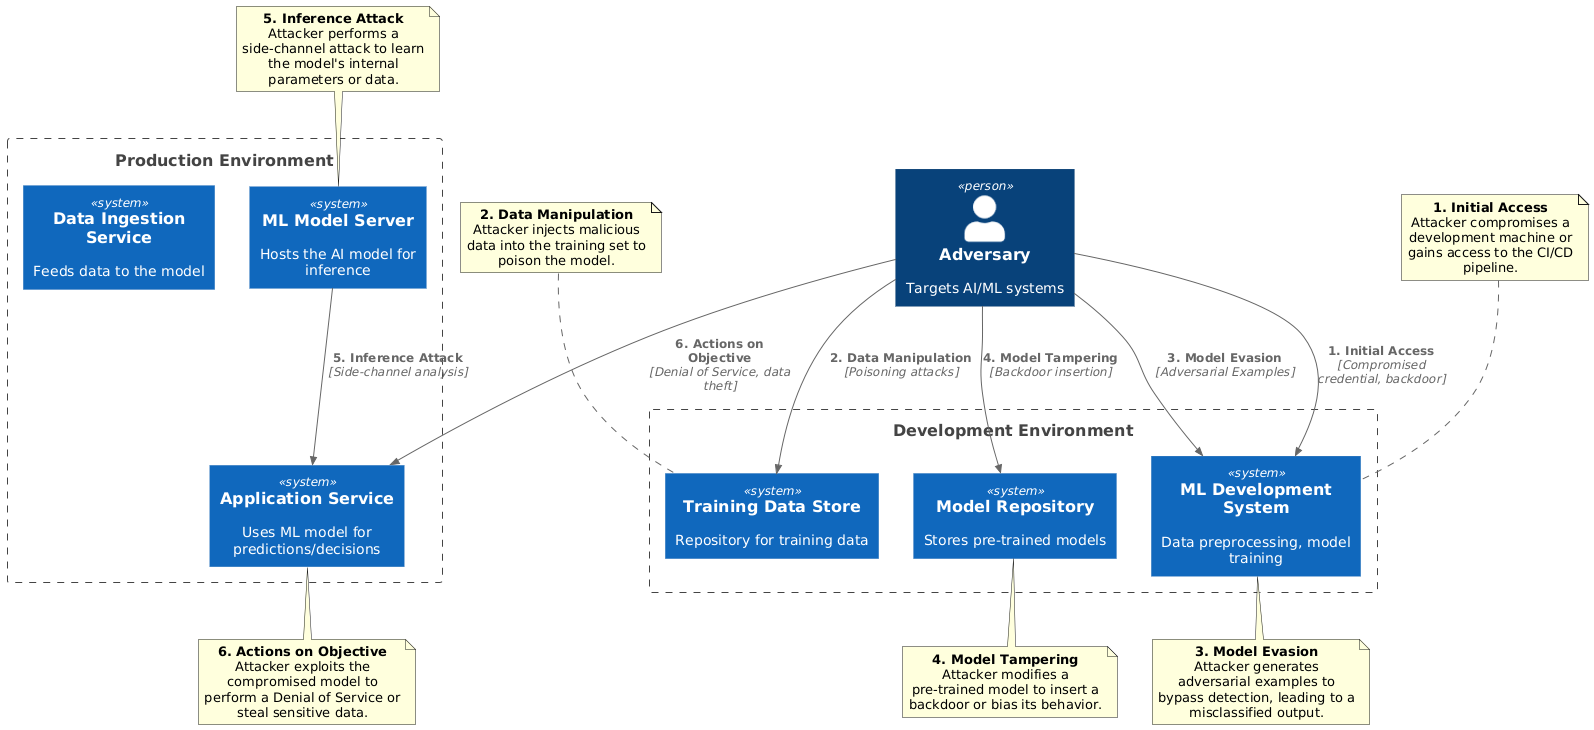 5. Inference Attack
Attacker performs a
side-channel attack to learn
the model's internal
parameters or data.
Production Environment
«system»
Data Ingestion
Service
Feeds data to the model
«system»
ML Model Server
Hosts the AI model for
inference
2. Data Manipulation
Attacker injects malicious
data into the training set to
poison the model.
«person»
Adversary
Targets AI/ML systems
1. Initial Access
Attacker compromises a
development machine or
gains access to the CI/CD
pipeline.
5. Inference Attack
[Side-channel analysis]
6. Actions on
Objective
[Denial of Service, data
theft]
2. Data Manipulation
[Poisoning attacks]
4. Model Tampering
[Backdoor insertion]
3. Model Evasion
[Adversarial Examples]
1. Initial Access
[Compromised
credential, backdoor]
Development Environment
«system»
Application Service
Uses ML model for
predictions/decisions
«system»
Training Data Store
Repository for training data
«system»
Model Repository
Stores pre-trained models
«system»
ML Development
System
Data preprocessing, model
training
6. Actions on Objective
Attacker exploits the
compromised model to
perform a Denial of Service or
steal sensitive data.
4. Model Tampering
Attacker modifies a
pre-trained model to insert a
backdoor or bias its behavior.
3. Model Evasion
Attacker generates
adversarial examples to
bypass detection, leading to a
misclassified output.